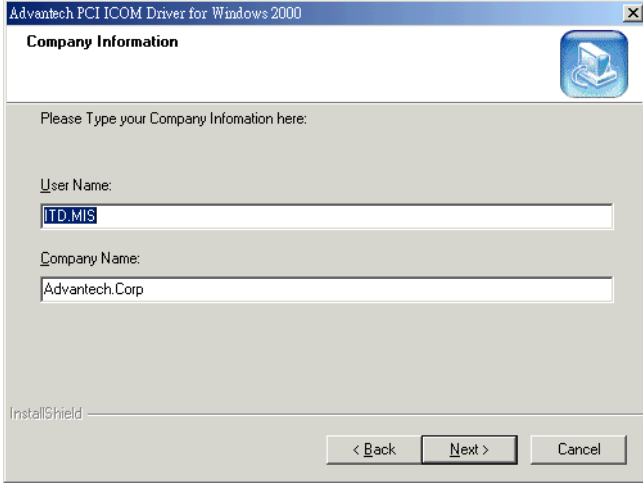 Advantech PCI ICOM Driver for Windows 2000
Company Information
Please Type your Company Infomation here:
User Name:
ITD.MIS
Company Name:
Advantech.Corp
InstallShield
< Back
Next >
Cancel